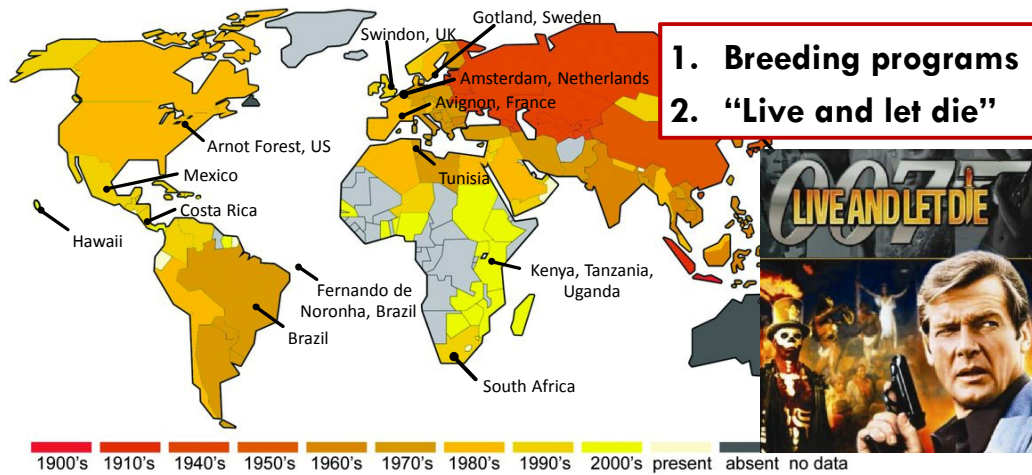 Gotland, Sweden
Swindon, UK
Amsterdam, Netherlands
Avignon, France
Arnot Forest, US
Tunisia
Mexico
Costa Rica
Hawaii
Kenya, Tanzania,
Uganda
Fernando de
Noronha, Brazil
Brazil
South Africa
1. Breeding programs
2. “Live and let die”
007
LIVE AND LET DIE
1900's 1910's 1940's 1950's 1960's 1970's 1980's 1990's 2000's present absent no data